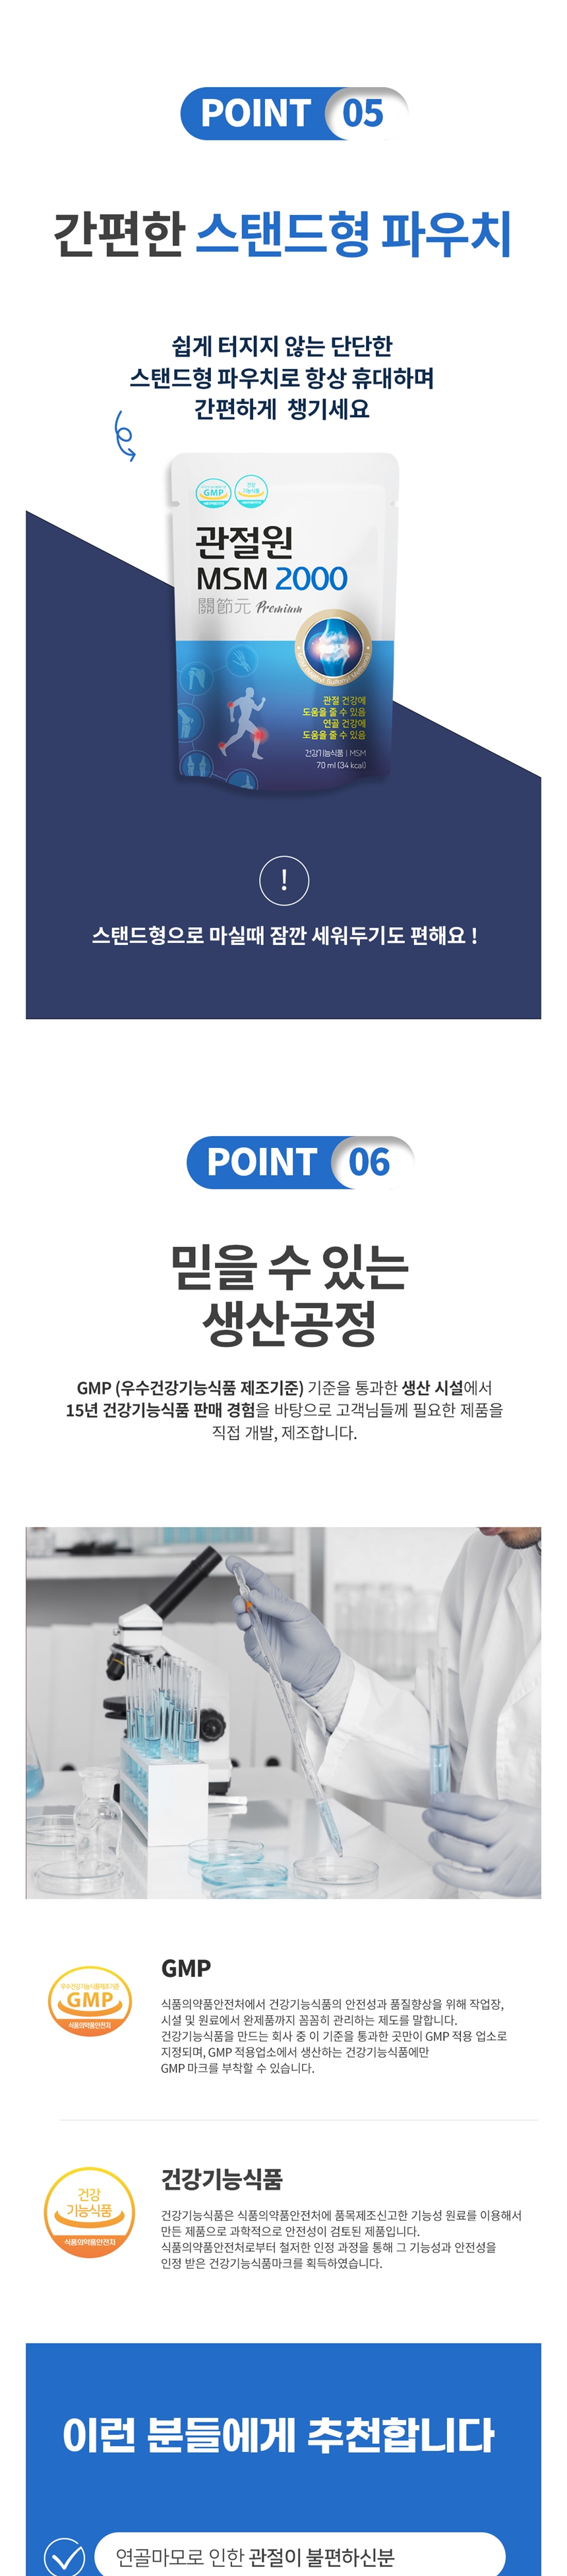 POINT 05
간편한 스탠드형 파우치
쉽게 터지지 않는 단단한
스탠드형 파우치로 항상 휴대하며
간편하게 챙기세요
GMP
건강
기능식품
관절원
MSM 2000
關節元 Premium
관절 건강에
도움을 줄 수 있음
연골 건강에
도움을 줄 수 있음
건강기능식품 | MSM
70 ml (34 kcal)
!
스탠드형으로 마실때 잠깐 세워두기도 편해요 !
POINT 06
믿을 수 있는
생산공정
GMP (우수건강기능식품 제조기준) 기준을 통과한 생산 시설에서
15년 건강기능식품 판매 경험을 바탕으로 고객님들께 필요한 제품을
직접 개발, 제조합니다.
우수건강기능식품제조기준
GMP
식품의약품안전처
GMP
식품의약품안전처에서 건강기능식품의 안전성과 품질향상을 위해 작업장,
시설 및 원료에서 완제품까지 꼼꼼히 관리하는 제도를 말합니다.
건강기능식품을 만드는 회사 중 이 기준을 통과한 곳만이 GMP 적용 업소로
지정되며, GMP 적용업소에서 생산하는 건강기능식품에만
GMP 마크를 부착할 수 있습니다.
건강
기능식품
식품의약품안전처
건강기능식품
건강기능식품은 식품의약품안전처에 품목제조신고한 기능성 원료를 이용해서
만든 제품으로 과학적으로 안전성이 검토된 제품입니다.
식품의약품안전처로부터 철저한 인정 과정을 통해 그 기능성과 안전성을
인정 받은 건강기능식품마크를 획득하였습니다.
이런 분들에게 추천합니다
연골마모로 인한 관절이 불편하신분